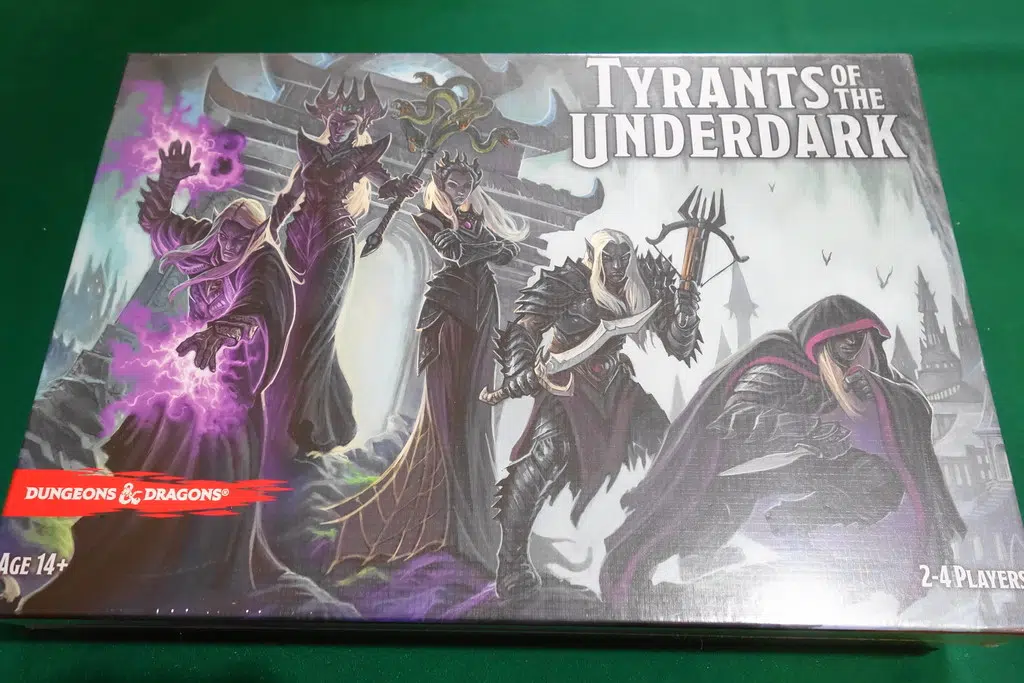 TYRANTS OF THE
UNDERDARK
DUNGEONS & DRAGONS®
AGE 14+
2-4 PLAYERS